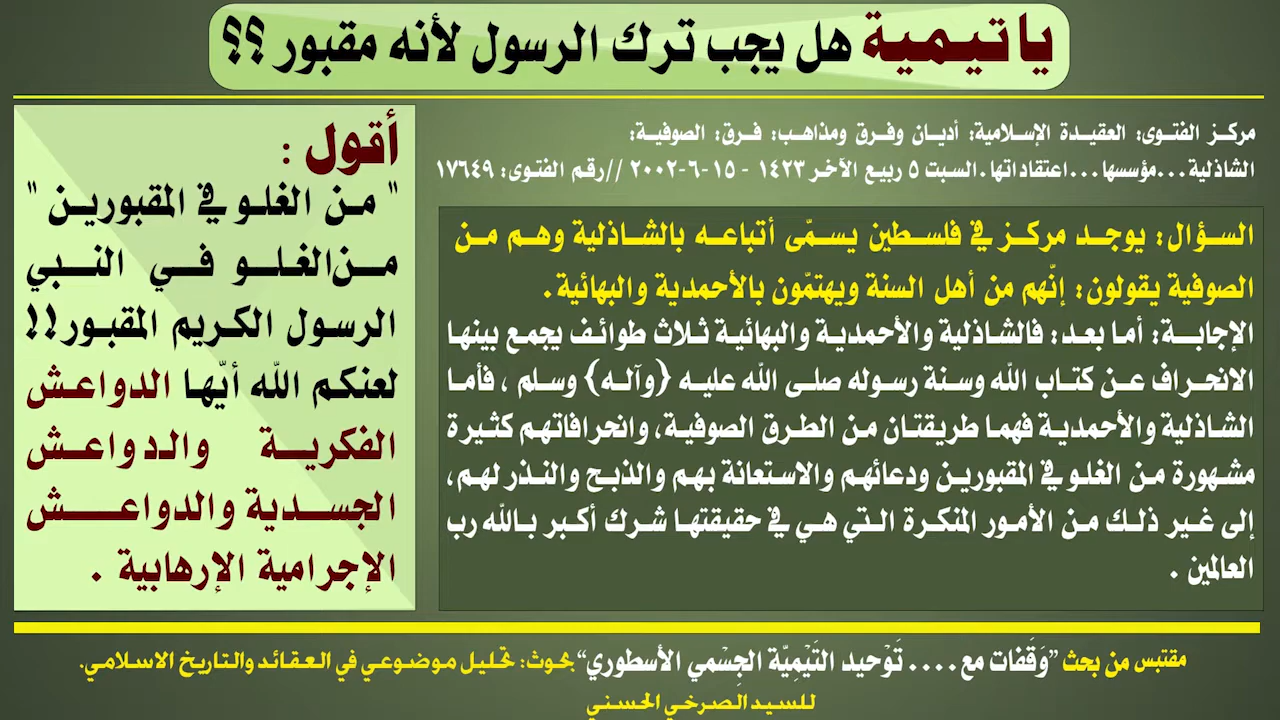 ياتيمية هل يجب ترك الرسول لأنه مقبور ؟؟
مركز الفتوى: العقيدة الإسلامية: أديان وفرق ومذاهب: فرق: الصوفية:
الشاذلية...مؤسسها...اعتقاداتها.السبت ٥ ربيع الآخر ١٤٢٣ - ١٥-٦-٢٠٠٢ //رقم الفتوى: ١٧٦٤٩
السؤال: يوجد مركز في فلسطين يسمّى أتباعه بالشاذلية وهم من
الصوفية يقولون: إنّهم من أهل السنة ويهتمّون بالأحمدية والبهائية.
الإجابة: أما بعد: فالشاذلية والأحمدية والبهائية ثلاث طوائف يجمع بينها
الانحراف عن كتاب الله وسنة رسوله صلى الله عليه (وآله) وسلم ، فأما
الشاذلية والأحمدية فهما طريقتان من الطرق الصوفية، وانحرافاتهم كثيرة
مشهورة من الغلو في المقبورين ودعائهم والاستعانة بهم والذبح والنذر لهم،
إلى غير ذلك من الأمور المنكرة التي هي في حقيقتها شرك أكبر بالله رب
العالمين .
أقول :
" من الغلو في المقبورين "
من الغلو في النبي
الرسول الكريم المقبور!!
لعنكم الله أيّها الدواعش
الفكرية والدواعش
الجسدية والدواعش
الإجرامية الإرهابية .
مقتبس من بحث "وَقَفات مع .... تَوْحيد التَيْمِيّة الجِسْمي الأسطوري" بحوث: تحليل موضوعي في العقائد والتاريخ الاسلامي.
للسيد الصرخي الحسني